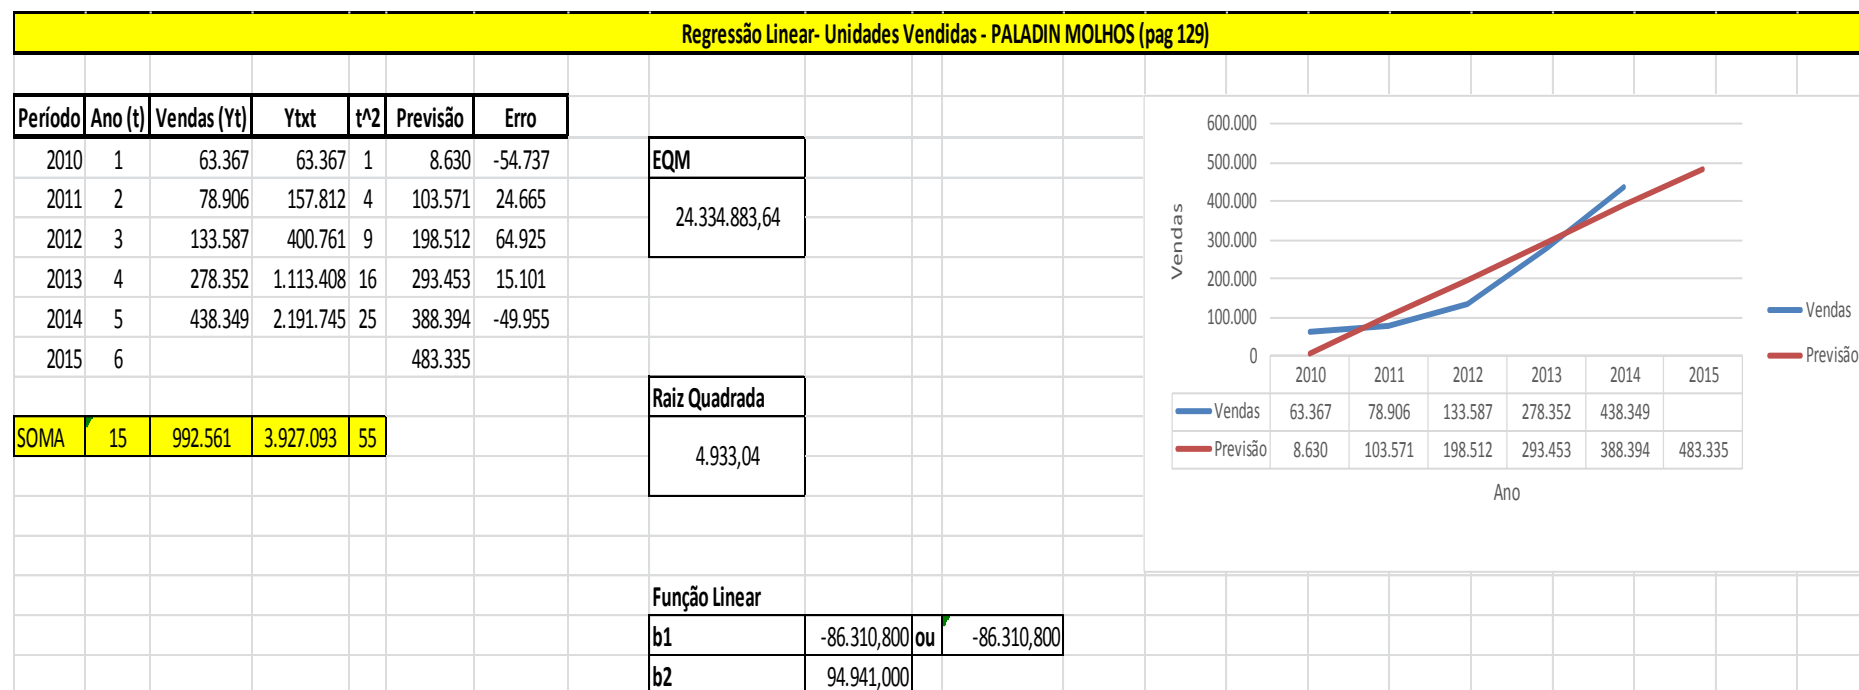 Regressão Linear- Unidades Vendidas - PALADIN MOLHOS (pag 129)
Período Ano (t) Vendas (Yt) Ytxt t^2 Previsão Erro
2010 1 63.367 63.367 1 8.630 -54.737
2011 2 78.906 157.812 4 103.571 24.665
2012 3 133.587 400.761 9 198.512 64.925
2013 4 278.352 1.113.408 16 293.453 15.101
2014 5 438.349 2.191.745 25 388.394 -49.955
2015 6 483.335
SOMA 15 992.561 3.927.093 55
EQM
24.334.883,64
Raiz Quadrada
4.933,04
Função Linear
b1 -86.310,800 ou -86.310,800
b2 94.941,000
600.000
500.000
400.000
300.000
200.000
100.000
0
Vendas
2010 2011 2012 2013 2014 2015
Vendas 63.367 78.906 133.587 278.352 438.349
Previsão 8.630 103.571 198.512 293.453 388.394 483.335
Ano
Vendas
Previsão